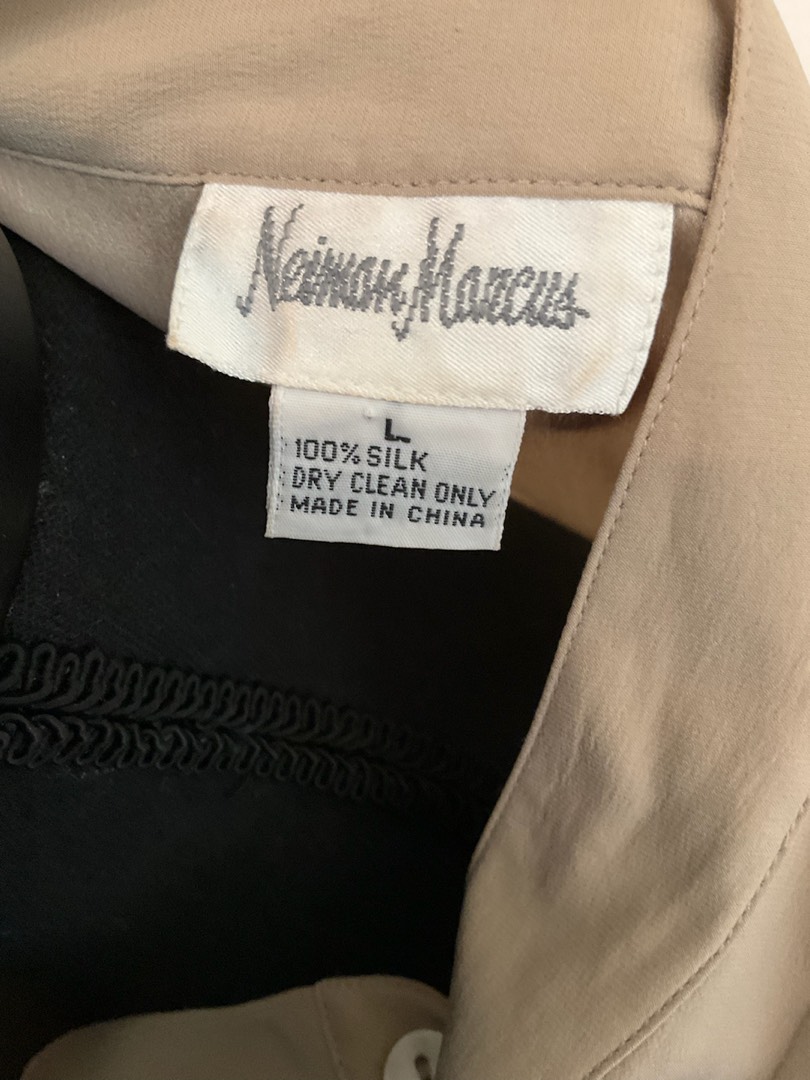 Neiman Marcus
L
100% SILK
DRY CLEAN ONLY
MADE IN CHINA